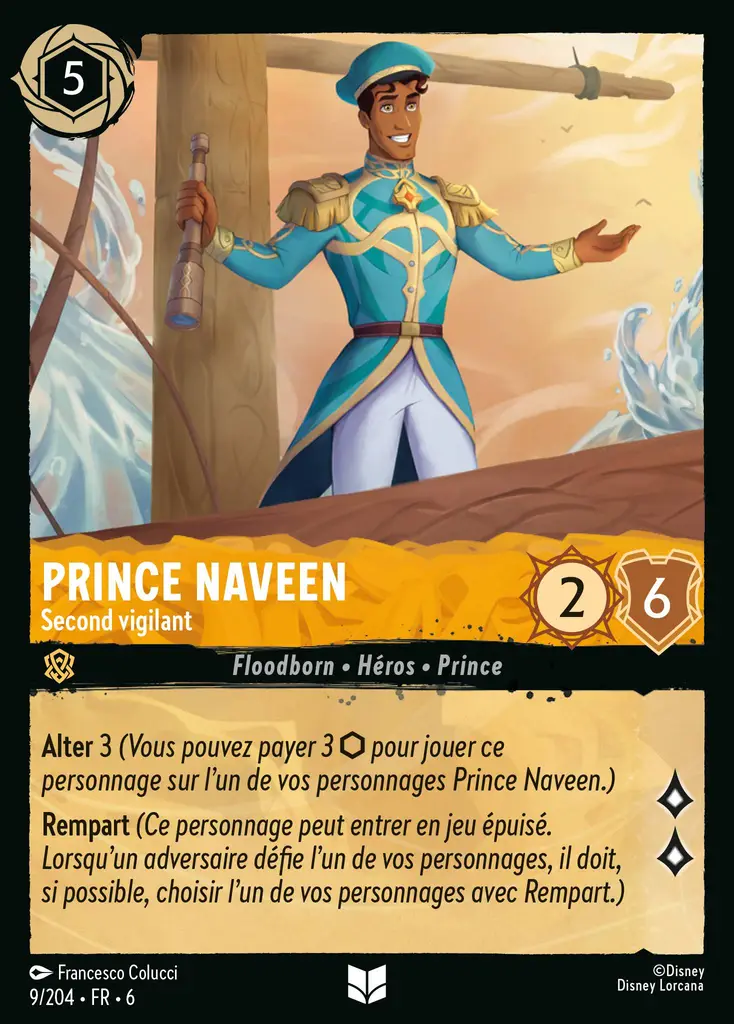 5
PRINCE NAVEEN
Second vigilant
2
6
Floodborn • Héros • Prince
Alter 3 (Vous pouvez payer 3 ⬡ pour jouer ce
personnage sur l'un de vos personnages Prince Naveen.)
Rempart (Ce personnage peut entrer en jeu épuisé.
Lorsqu'un adversaire défie l'un de vos personnages, il doit,
si possible, choisir l'un de vos personnages avec Rempart.)
Francesco Colucci
©Disney
9/204 • FR • 6
Disney Lorcana